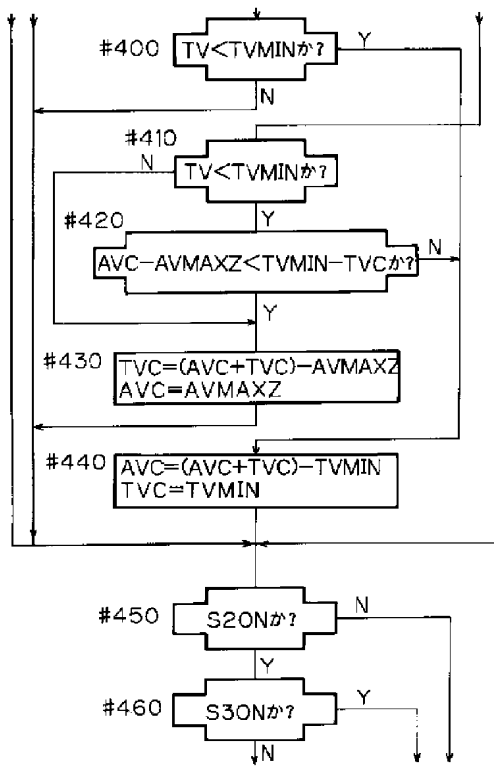 #400
TV<TVMINか?
Y
N
#410
N
TV<TVMINか?
Y
#420
AVC-AVMAXZ<TVMIN-TVCか?
N
Y
#430
TVC=(AVC+TVC)-AVMAXZ
AVC=AVMAXZ
#440
AVC=(AVC+TVC)-TVMIN
TVC=TVMIN
#450
S2ONか?
N
Y
#460
S3ONか?
Y
N